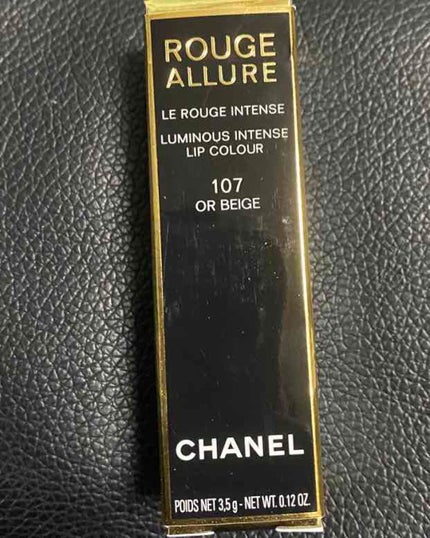 ROUGE
ALLURE
LE ROUGE INTENSE
LUMINOUS INTENSE
LIP COLOUR
107
OR BEIGE
CHANEL
POIDS NET 3,5 g - NET WT. 0.12 OZ.